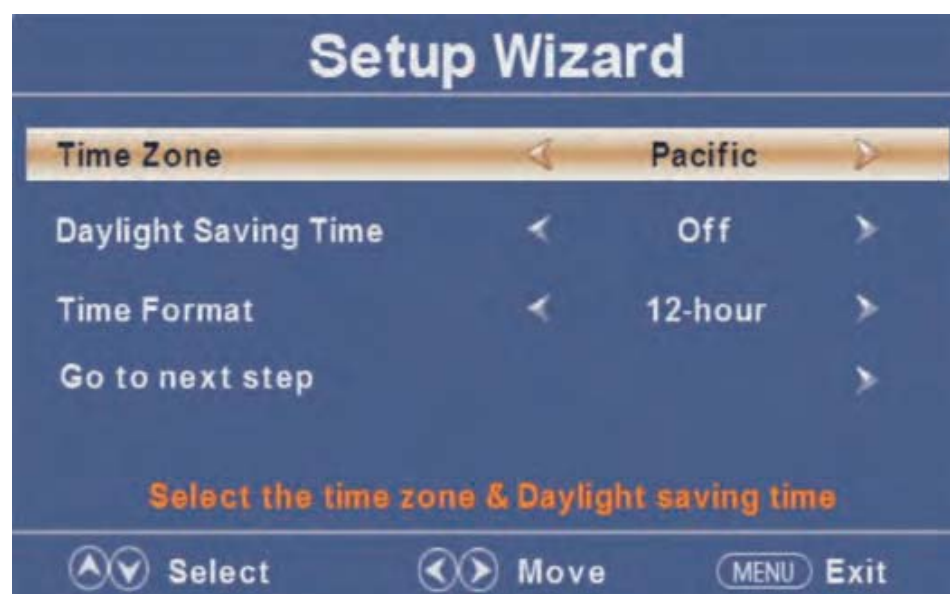 Setup Wizard
Time Zone Pacific
Daylight Saving Time Off
Time Format 12-hour
Go to next step
Select the time zone & Daylight saving time
Select Move MENU Exit